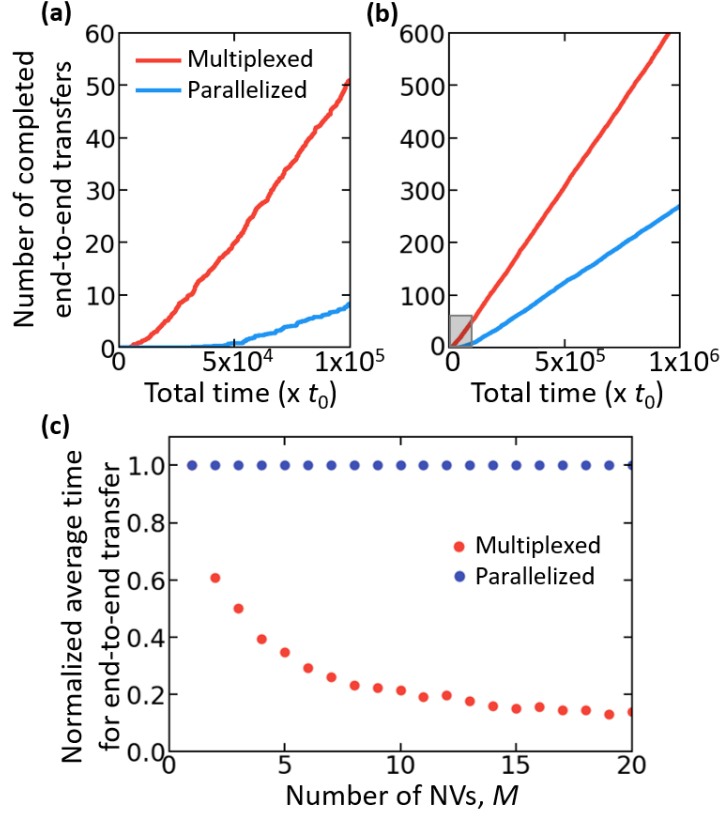 (a)
60
50
40
30
20
10
0
Multiplexed
Parallelized
Number of completed
end-to-end transfers
0
5x10⁴
1x10⁵
Total time (x t₀)
(b)
600
500
400
300
200
100
0
0
5x10⁵
1x10⁶
Total time (x t₀)
(c)
Normalized average time
for end-to-end transfer
1.0
0.8
0.6
0.4
0.2
0.0
Multiplexed
Parallelized
0
5
10
15
20
Number of NVs, M